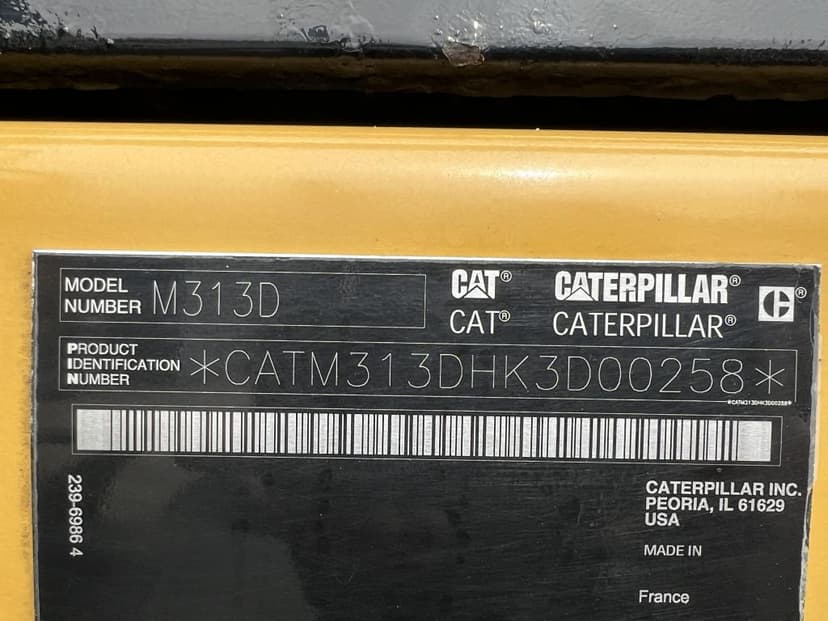 MODEL
NUMBER M313D
CAT® CATERPILLAR®
CAT® CATERPILLAR®
PRODUCT
IDENTIFICATION
NUMBER
*CATM313DHK3D00258*
*CATM313DHK3D00258*
239-6986 4
CATERPILLAR INC.
PEORIA, IL 61629
USA
MADE IN
France